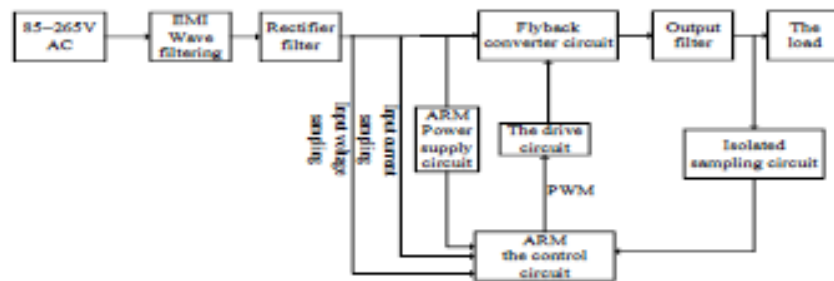 85—265V
AC
EMI
Wave
filtering
Rectifier
filter
Flyback
converter circuit
Output
filter
The
load
Input voltage
sampling
Input current
sampling
ARM
Power
supply
circuit
The drive
circuit
Isolated
sampling circuit
PWM
ARM
the control
circuit